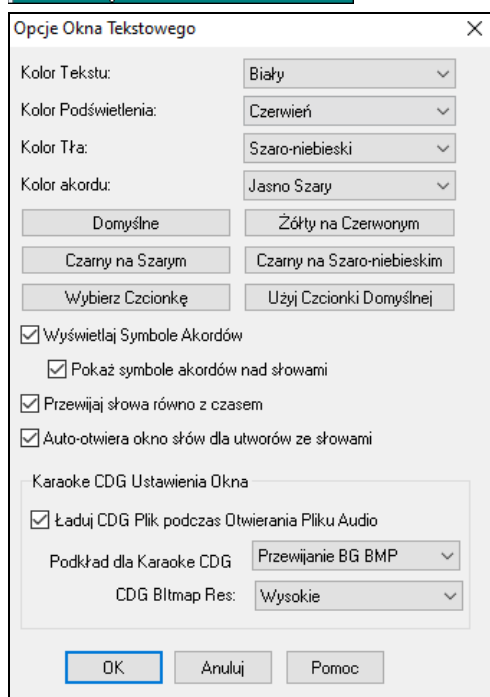 Opcje Okna Tekstowego
Kolor Tekstu: Biały
Kolor Podświetlenia: Czerwień
Kolor Tła: Szaro-niebieski
Kolor akordu: Jasno Szary
Domyślne Żółty na Czerwonym
Czarny na Szarym Czarny na Szaro-niebieskim
Wybierz Czcionkę Użyj Czcionki Domyślnej
Wyświetlaj Symbole Akordów
Pokaż symbole akordów nad słowami
Przewijaj słowa równo z czasem
Auto-otwiera okno słów dla utworów ze słowami
Karaoke CDG Ustawienia Okna
Ładuj CDG Plik podczas Otwierania Pliku Audio
Podkład dla Karaoke CDG Przewijanie BG BMP
CDG BItmap Res: Wysokie
OK Anuluj Pomoc